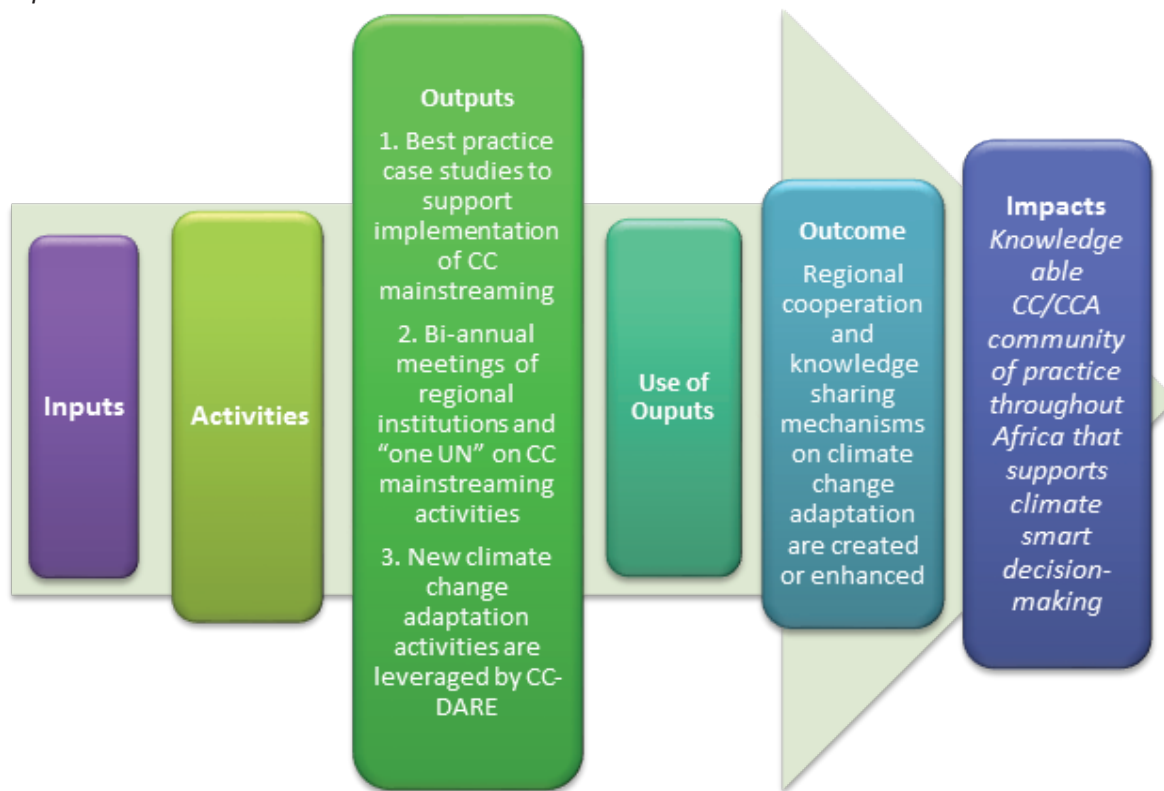 Inputs
Activities
Outputs
1. Best practice
case studies to
support
implementation
of CC
mainstreaming
2. Bi-annual
meetings of
regional
institutions and
“one UN” on CC
mainstreaming
activities
3. New climate
change
adaptation
activities are
leveraged by CC-
DARE
Use of
Ouputs
Outcome
Regional
cooperation
and
knowledge
sharing
mechanisms
on climate
change
adaptation
are created
or enhanced
Impacts
Knowledge
able
CC/CCA
community
of practice
throughout
Africa that
supports
climate
smart
decision-
making